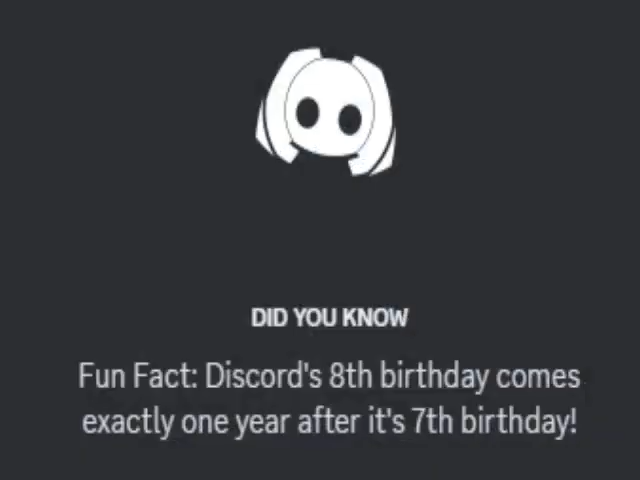 DID YOU KNOW
Fun Fact: Discord's 8th birthday comes
exactly one year after it's 7th birthday!